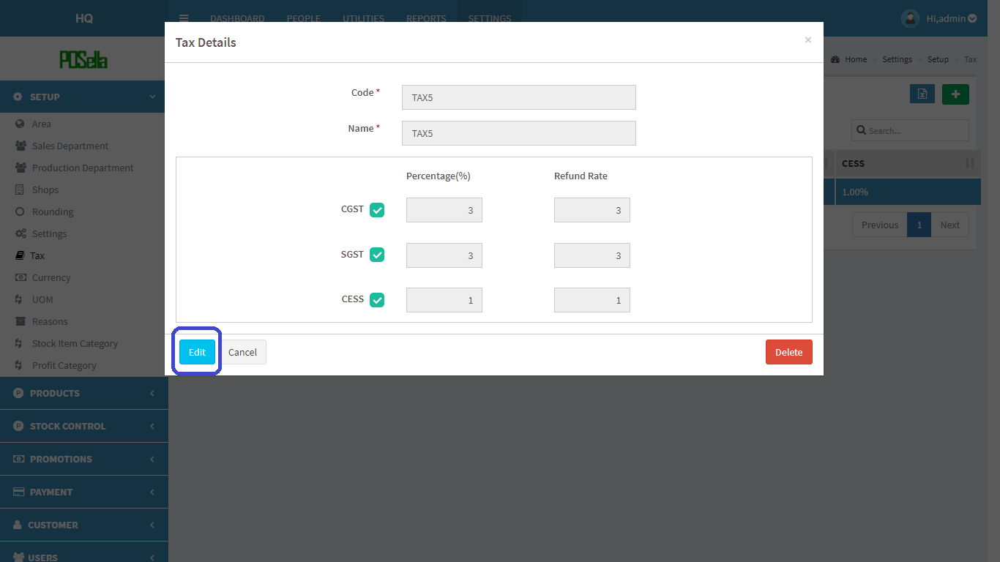 HQ
DASHBOARD PEOPLE UTILITIES REPORTS SETTINGS
Hi,admin
POSella
Home > Settings > Setup > Tax
Tax Details ×
Code *
TAX5
Name *
TAX5
Percentage(%) Refund Rate
CGST 3 3
SGST 3 3
CESS 1 1
Edit Cancel Delete
Search...
CESS
1.00%
Previous 1 Next
SETUP
Area
Sales Department
Production Department
Shops
Rounding
Settings
Tax
Currency
UOM
Reasons
Stock Item Category
Profit Category
PRODUCTS
STOCK CONTROL
PROMOTIONS
PAYMENT
CUSTOMER
USERS